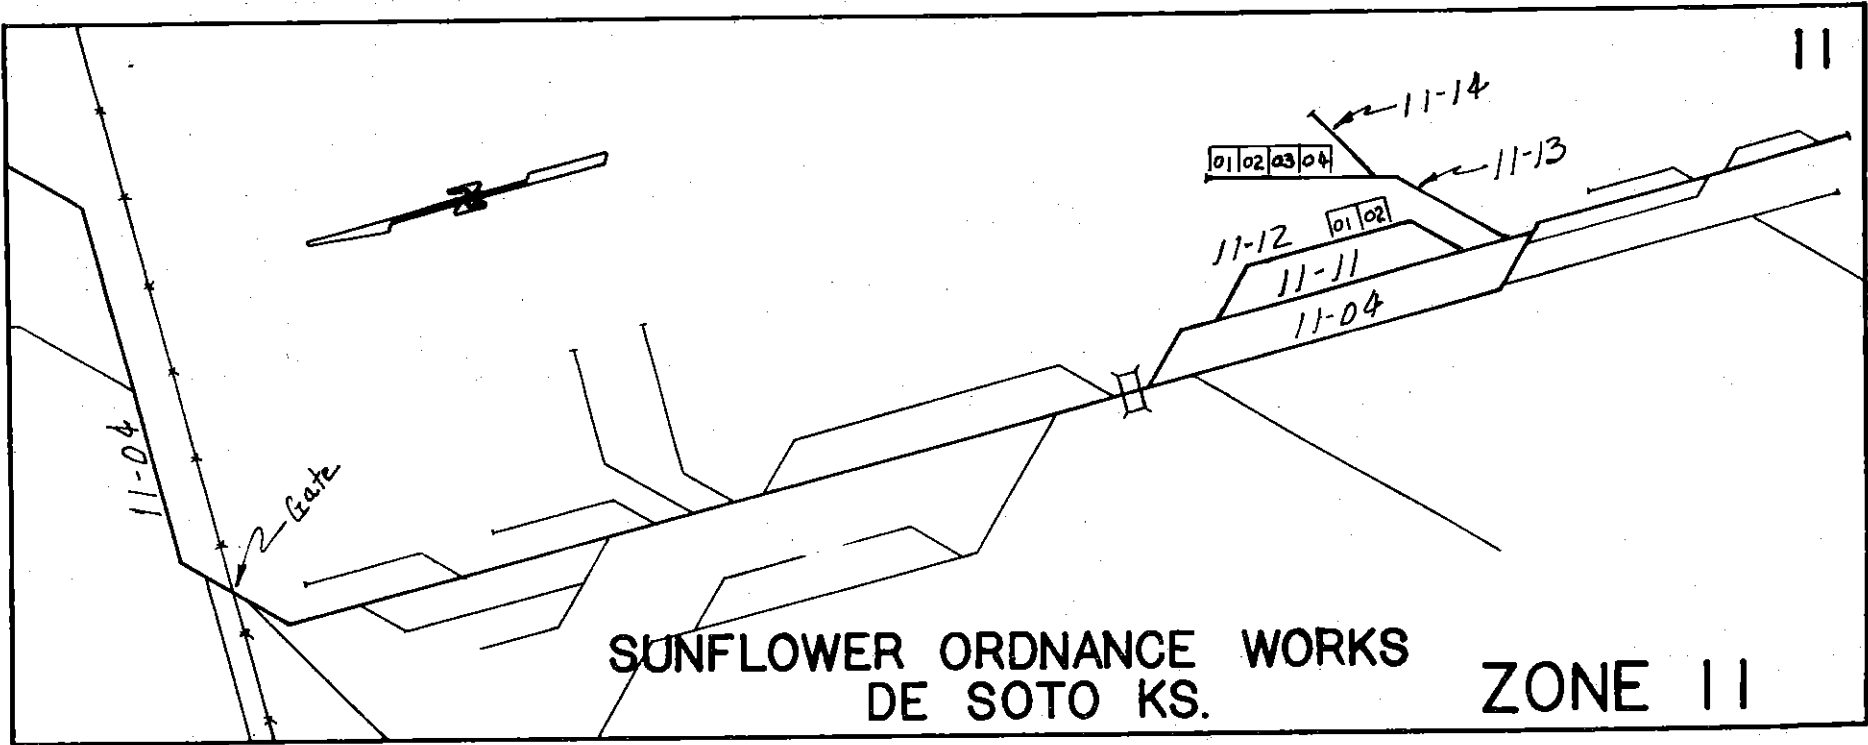 11
11-14
11-13
01 02 03 04
01 02
11-12
11-11
11-04
11-04
Gate
SUNFLOWER ORDNANCE WORKS
DE SOTO KS.
ZONE 11